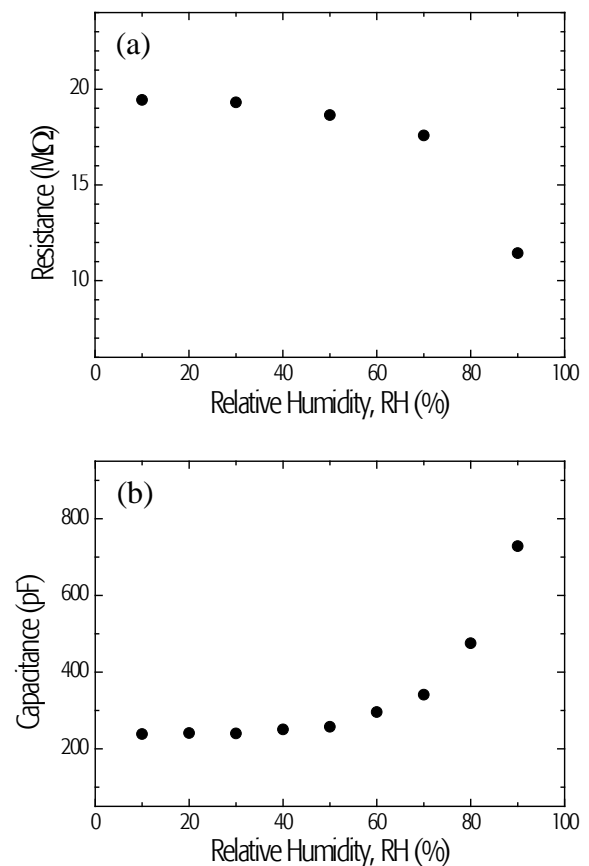 (a)
20
15
10
Resistance (MΩ)
0 20 40 60 80 100
Relative Humidity, RH (%)
(b)
800
600
400
200
Capacitance (pF)
0 20 40 60 80 100
Relative Humidity, RH (%)